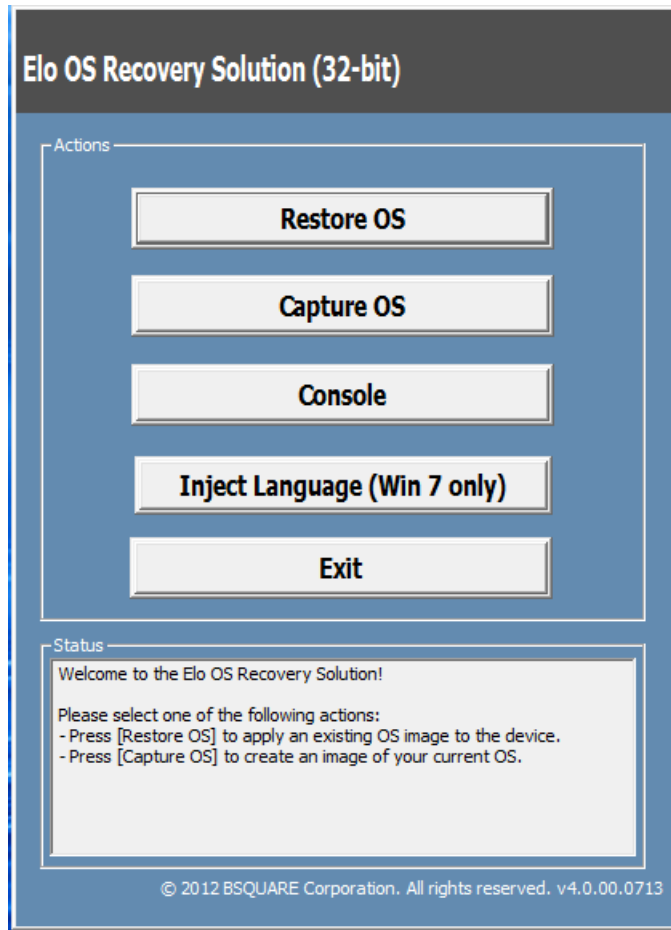 Elo OS Recovery Solution (32-bit)
Actions
Restore OS
Capture OS
Console
Inject Language (Win 7 only)
Exit
Status
Welcome to the Elo OS Recovery Solution!
Please select one of the following actions:
- Press [Restore OS] to apply an existing OS image to the device.
- Press [Capture OS] to create an image of your current OS.
© 2012 BSQUARE Corporation. All rights reserved. v4.0.00.0713